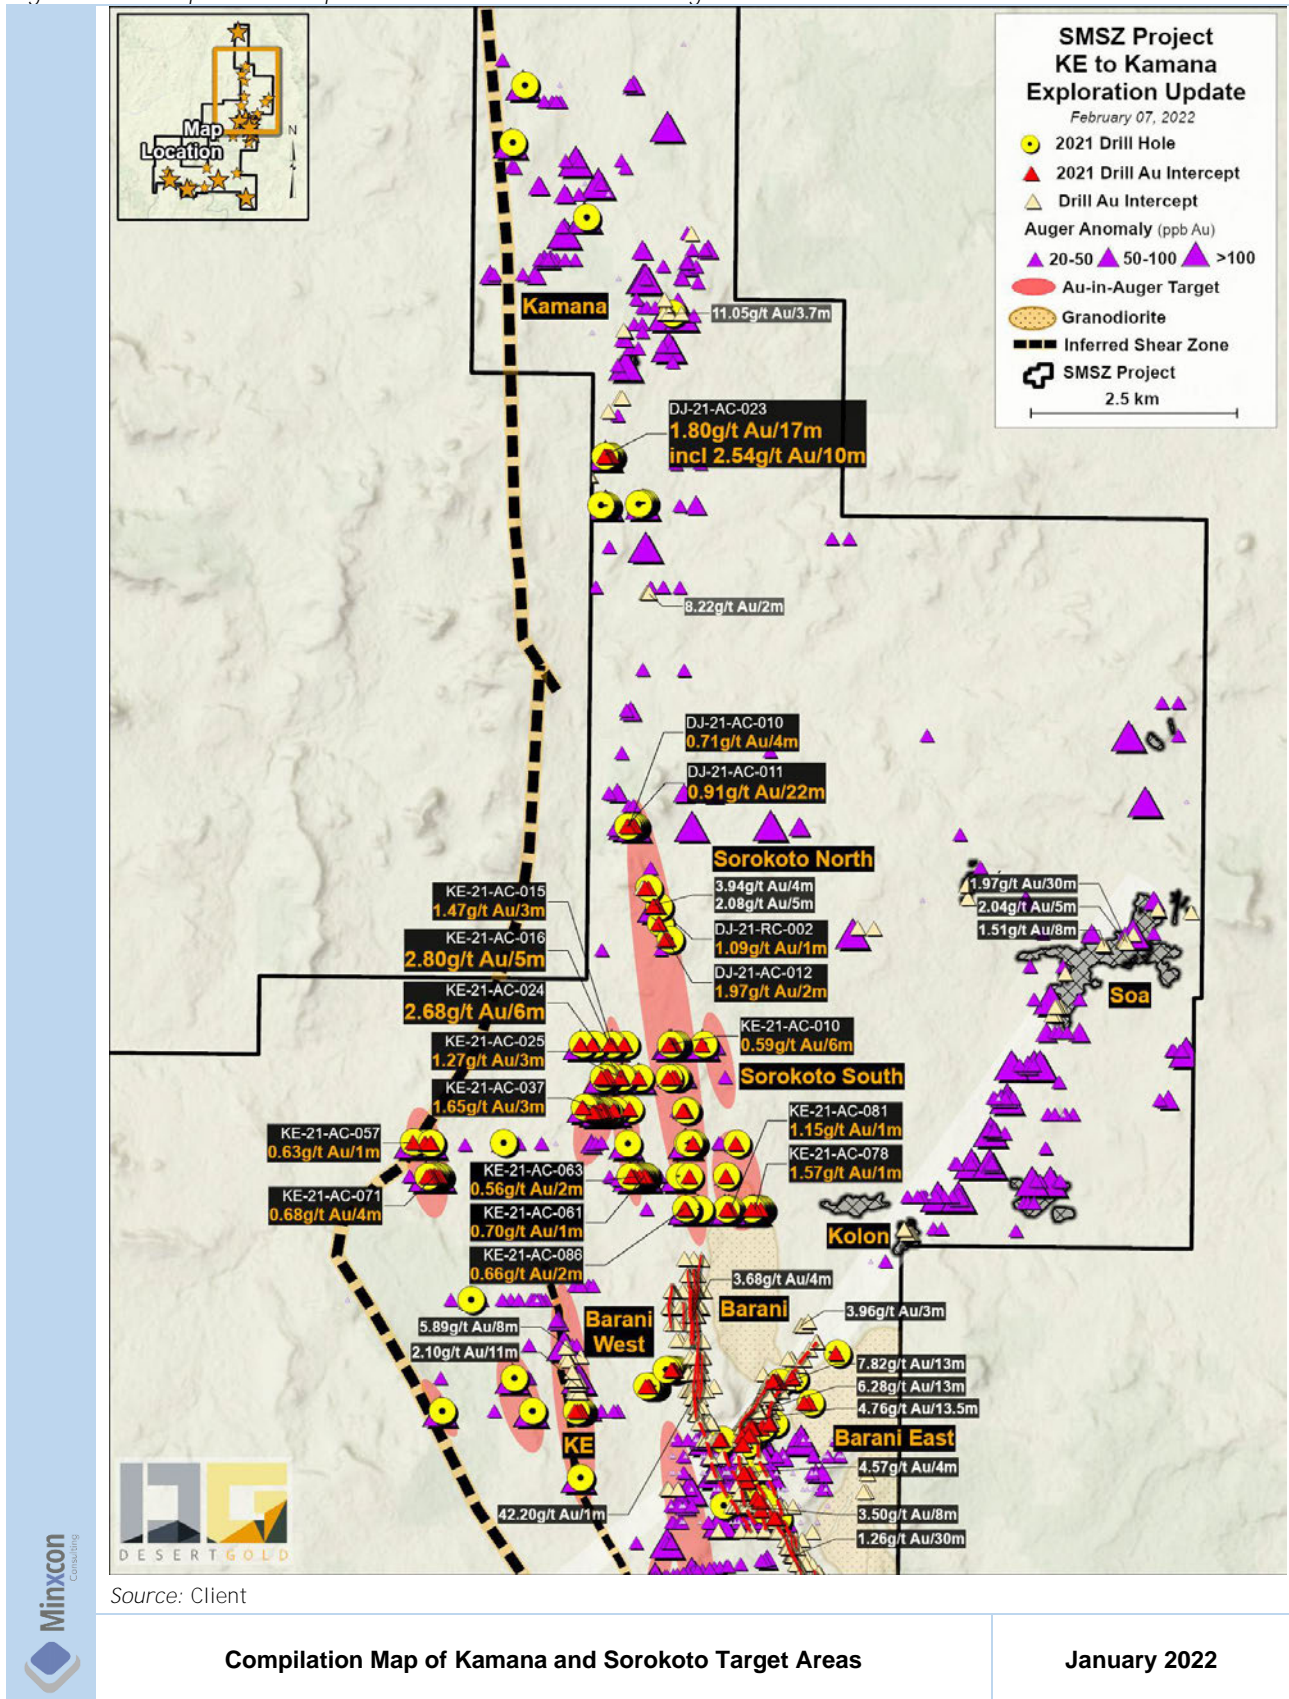 Map
Location
N
SMSZ Project
KE to Kamana
Exploration Update
February 07, 2022
2021 Drill Hole
2021 Drill Au Intercept
Drill Au Intercept
Auger Anomaly (ppb Au)
20-50 50-100 >100
Au-in-Auger Target
Granodiorite
Inferred Shear Zone
SMSZ Project
2.5 km
Kamana
11.05g/t Au/3.7m
DJ-21-AC-023
1.80g/t Au/17m
incl 2.54g/t Au/10m
8.22g/t Au/2m
DJ-21-AC-010
0.71g/t Au/4m
DJ-21-AC-011
0.91g/t Au/22m
Sorokoto North
3.94g/t Au/4m
2.08g/t Au/5m
DJ-21-RC-002
1.09g/t Au/1m
DJ-21-AC-012
1.97g/t Au/2m
KE-21-AC-015
1.47g/t Au/3m
KE-21-AC-016
2.80g/t Au/5m
KE-21-AC-024
2.68g/t Au/6m
KE-21-AC-025
1.27g/t Au/3m
KE-21-AC-037
1.65g/t Au/3m
1.97g/t Au/30m
2.04g/t Au/5m
1.51g/t Au/8m
Soa
KE-21-AC-010
0.59g/t Au/6m
Sorokoto South
KE-21-AC-081
1.15g/t Au/1m
KE-21-AC-078
1.57g/t Au/1m
KE-21-AC-057
0.63g/t Au/1m
KE-21-AC-071
0.68g/t Au/4m
KE-21-AC-063
0.56g/t Au/2m
KE-21-AC-061
0.70g/t Au/1m
KE-21-AC-086
0.66g/t Au/2m
Kolon
3.68g/t Au/4m
Barani
3.96g/t Au/3m
Barani
West
5.89g/t Au/8m
2.10g/t Au/11m
7.82g/t Au/13m
6.28g/t Au/13m
4.76g/t Au/13.5m
Barani East
KE
4.57g/t Au/4m
42.20g/t Au/1m
3.50g/t Au/8m
1.26g/t Au/30m
DESERTGOLD
Minxcon
Consulting
Source: Client
Compilation Map of Kamana and Sorokoto Target Areas
January 2022